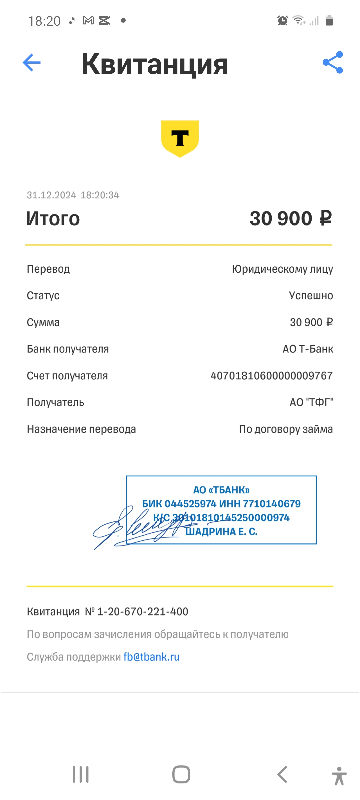 18:20
Квитанция
T
31.12.2024 18:20:34
Итого 30 900 ₽
Перевод Юридическому лицу
Статус Успешно
Сумма 30 900 ₽
Банк получателя АО Т-Банк
Счет получателя 40701810600000009767
Получатель АО "ТФГ"
Назначение перевода По договору займа
АО «ТБАНК»
БИК 044525974 ИНН 7710140679
К/С 30101810145250000974
ШАДРИНА Е. С.
Квитанция № 1-20-670-221-400
По вопросам зачисления обращайтесь к получателю
Служба поддержки fb@tbank.ru